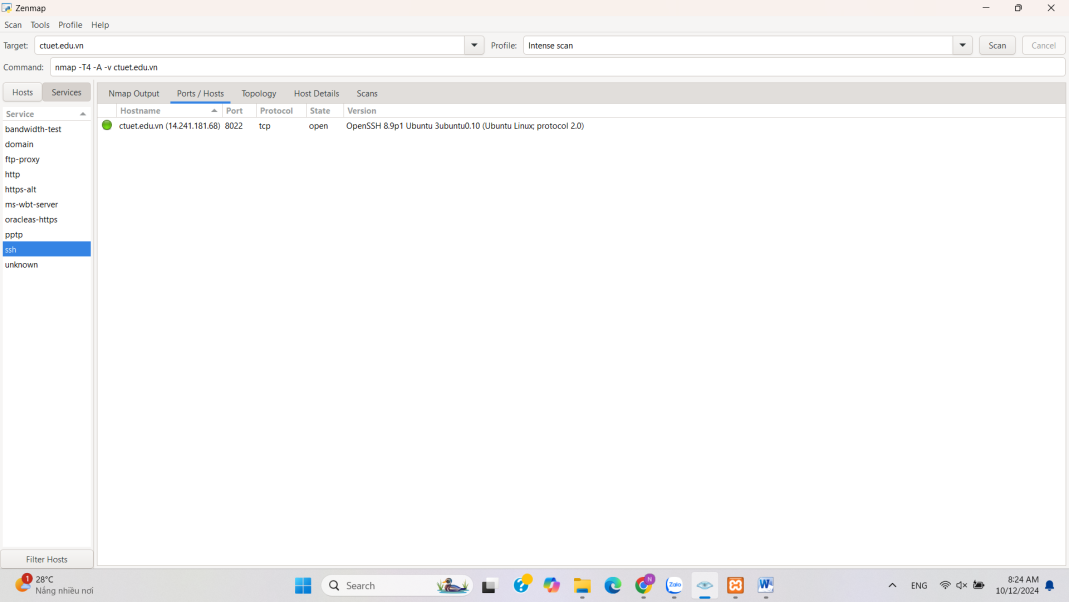 Zenmap
Scan Tools Profile Help
Target: ctuet.edu.vn Profile: Intense scan Scan Cancel
Command: nmap -T4 -A -v ctuet.edu.vn
Hosts Services Nmap Output Ports / Hosts Topology Host Details Scans
Service Hostname Port Protocol State Version
bandwidth-test ctuet.edu.vn (14.241.181.68) 8022 tcp open OpenSSH 8.9p1 Ubuntu 3ubuntu0.10 (Ubuntu Linux; protocol 2.0)
domain
ftp-proxy
http
https-alt
ms-wbt-server
oracleas-https
pptp
ssh
unknown
Filter Hosts
1 28°C
Nắng nhiều nơi
Search
N
Zalo
W
ENG
8:24 AM
10/12/2024